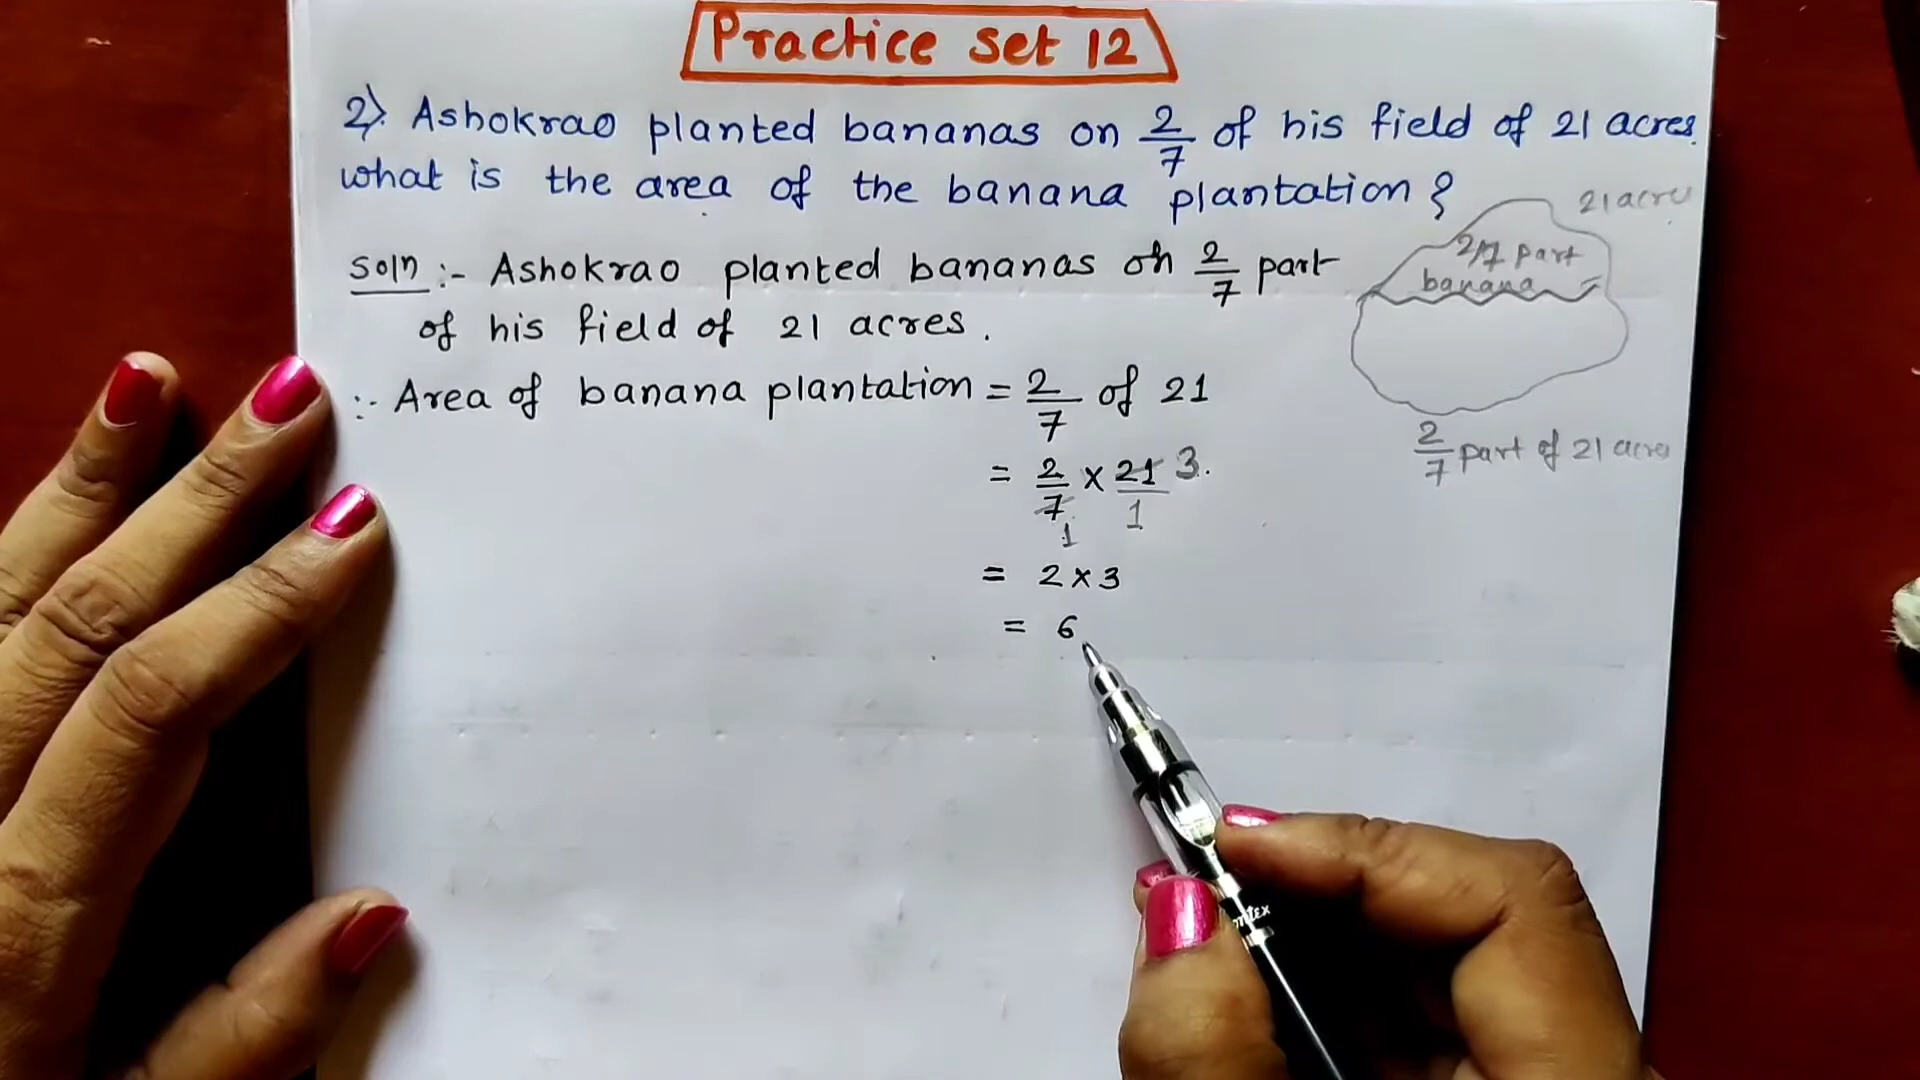 Practice Set 12
2). Ashokrao planted bananas on 2/7 of his field of 21 acres.
what is the area of the banana plantation?
21 acres
2/7 part
banana
Soln :- Ashokrao planted bananas on 2/7 part
of his field of 21 acres.
∴ Area of banana plantation = 2/7 of 21
2/7 part of 21 acre
= 2/7 × 21/1 3.
1
= 2 × 3
= 6